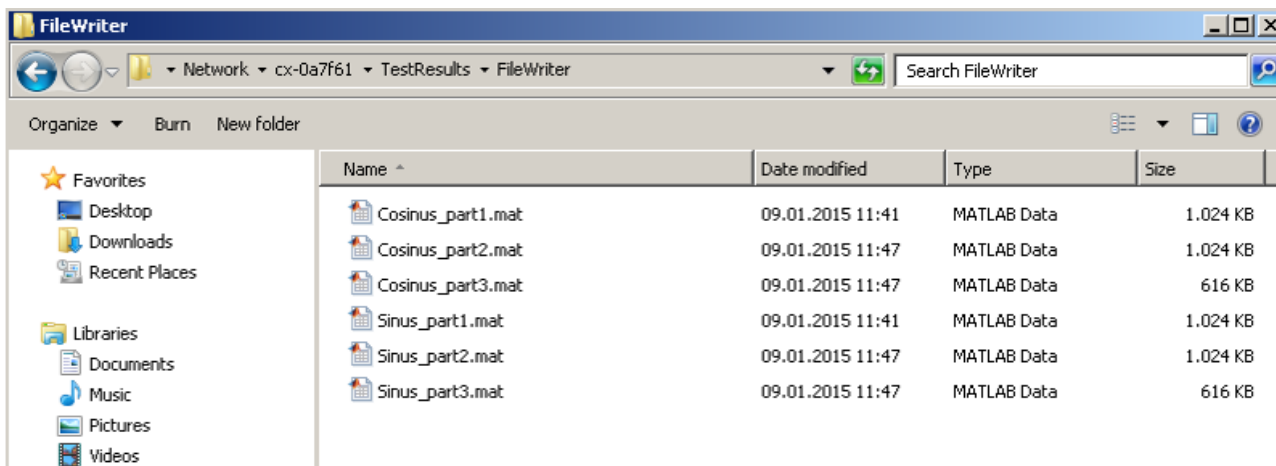 FileWriter
Network cx-0a7f61 TestResults FileWriter
Search FileWriter
Organize Burn New folder
Favorites
Desktop
Downloads
Recent Places
Libraries
Documents
Music
Pictures
Videos
Name Date modified Type Size
Cosinus_part1.mat 09.01.2015 11:41 MATLAB Data 1.024 KB
Cosinus_part2.mat 09.01.2015 11:47 MATLAB Data 1.024 KB
Cosinus_part3.mat 09.01.2015 11:47 MATLAB Data 616 KB
Sinus_part1.mat 09.01.2015 11:41 MATLAB Data 1.024 KB
Sinus_part2.mat 09.01.2015 11:47 MATLAB Data 1.024 KB
Sinus_part3.mat 09.01.2015 11:47 MATLAB Data 616 KB